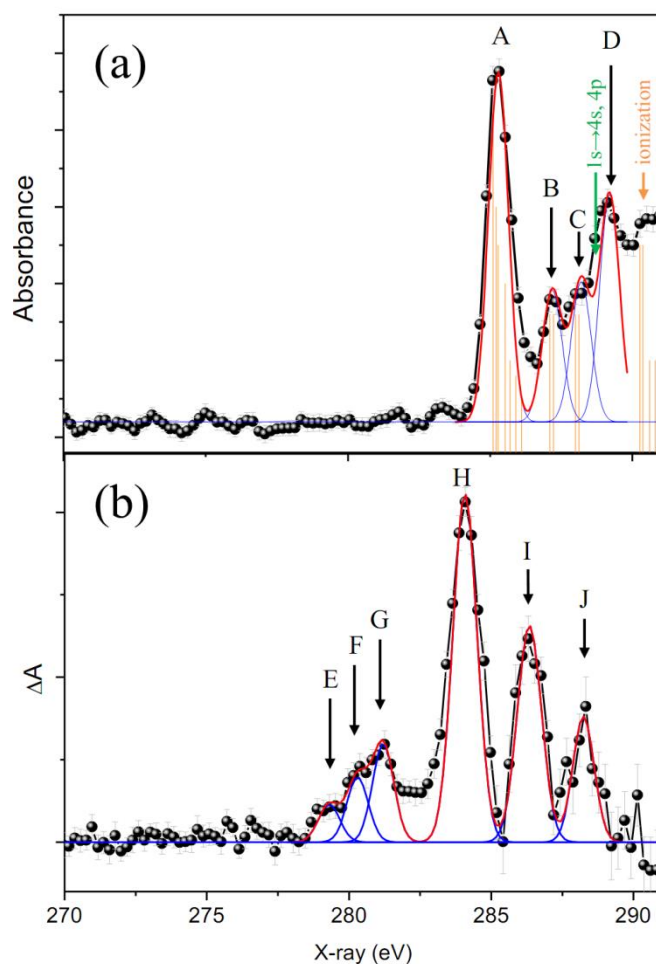 (a)
A
B
C
1s→4s, 4p
D
ionization
Absorbance
(b)
E
F
G
H
I
J
ΔA
270
275
280
285
290
X-ray (eV)